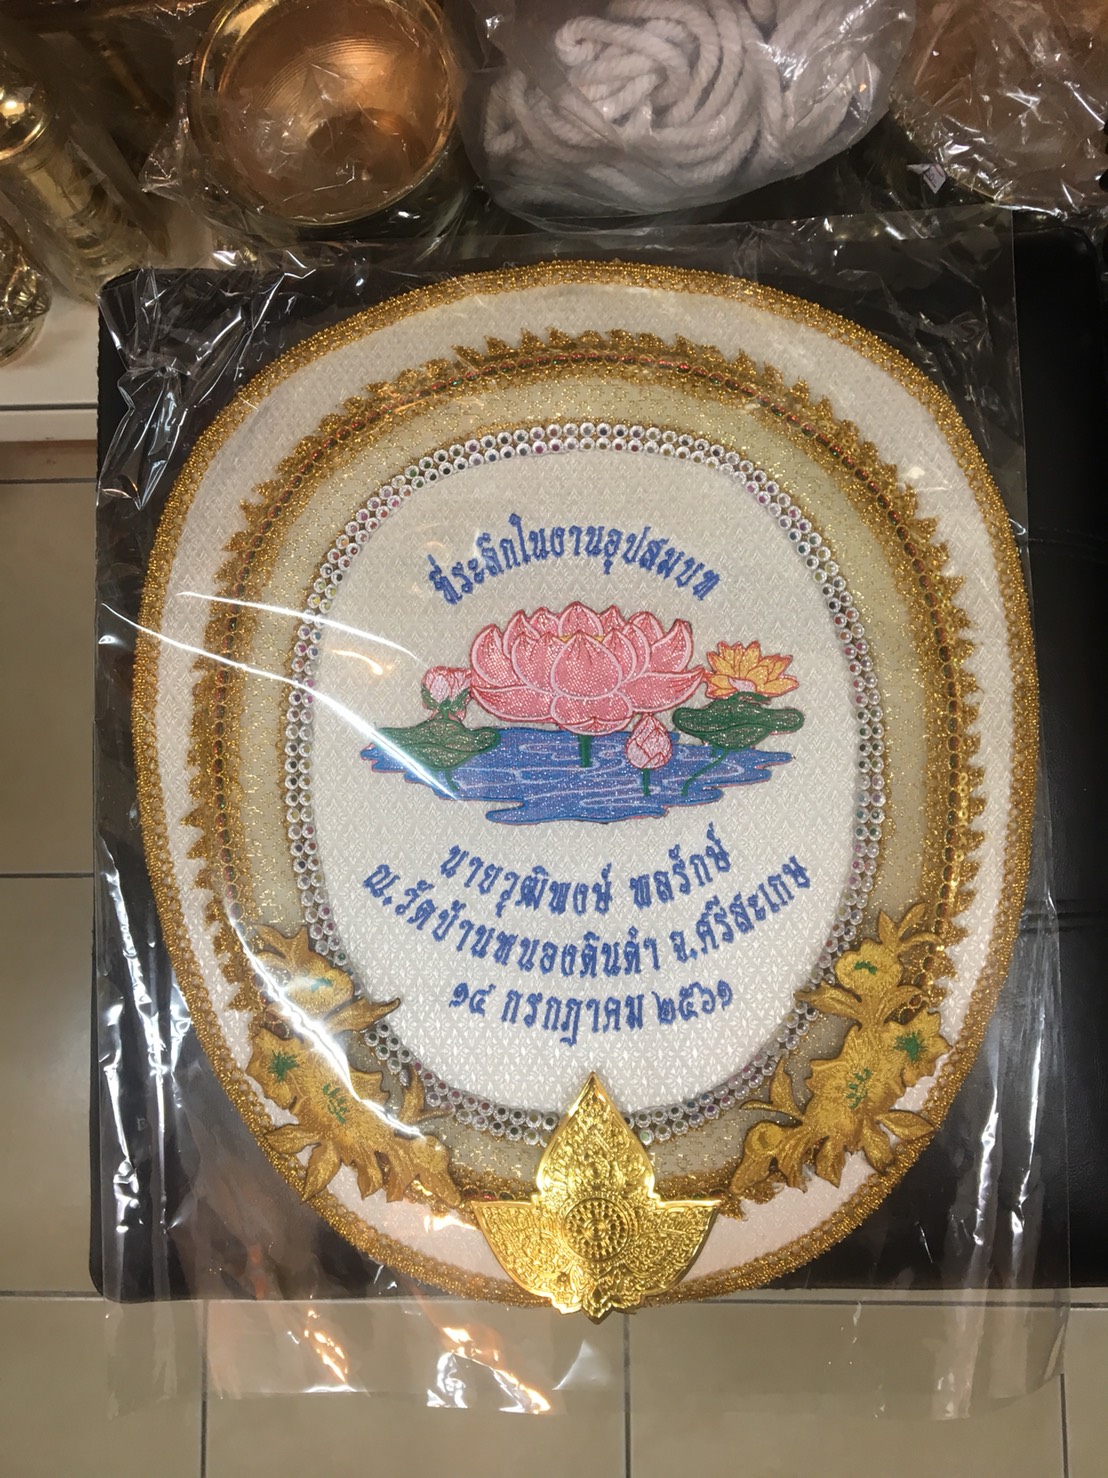 ที่ระลึกในงานอุปสมบท
นายวุฒิพงษ์ พลรักษ์
ณ.วัดบ้านหนองดินดำ จ.ศรีสะเกษ
๑๔ กรกฎาคม ๒๕๖๑